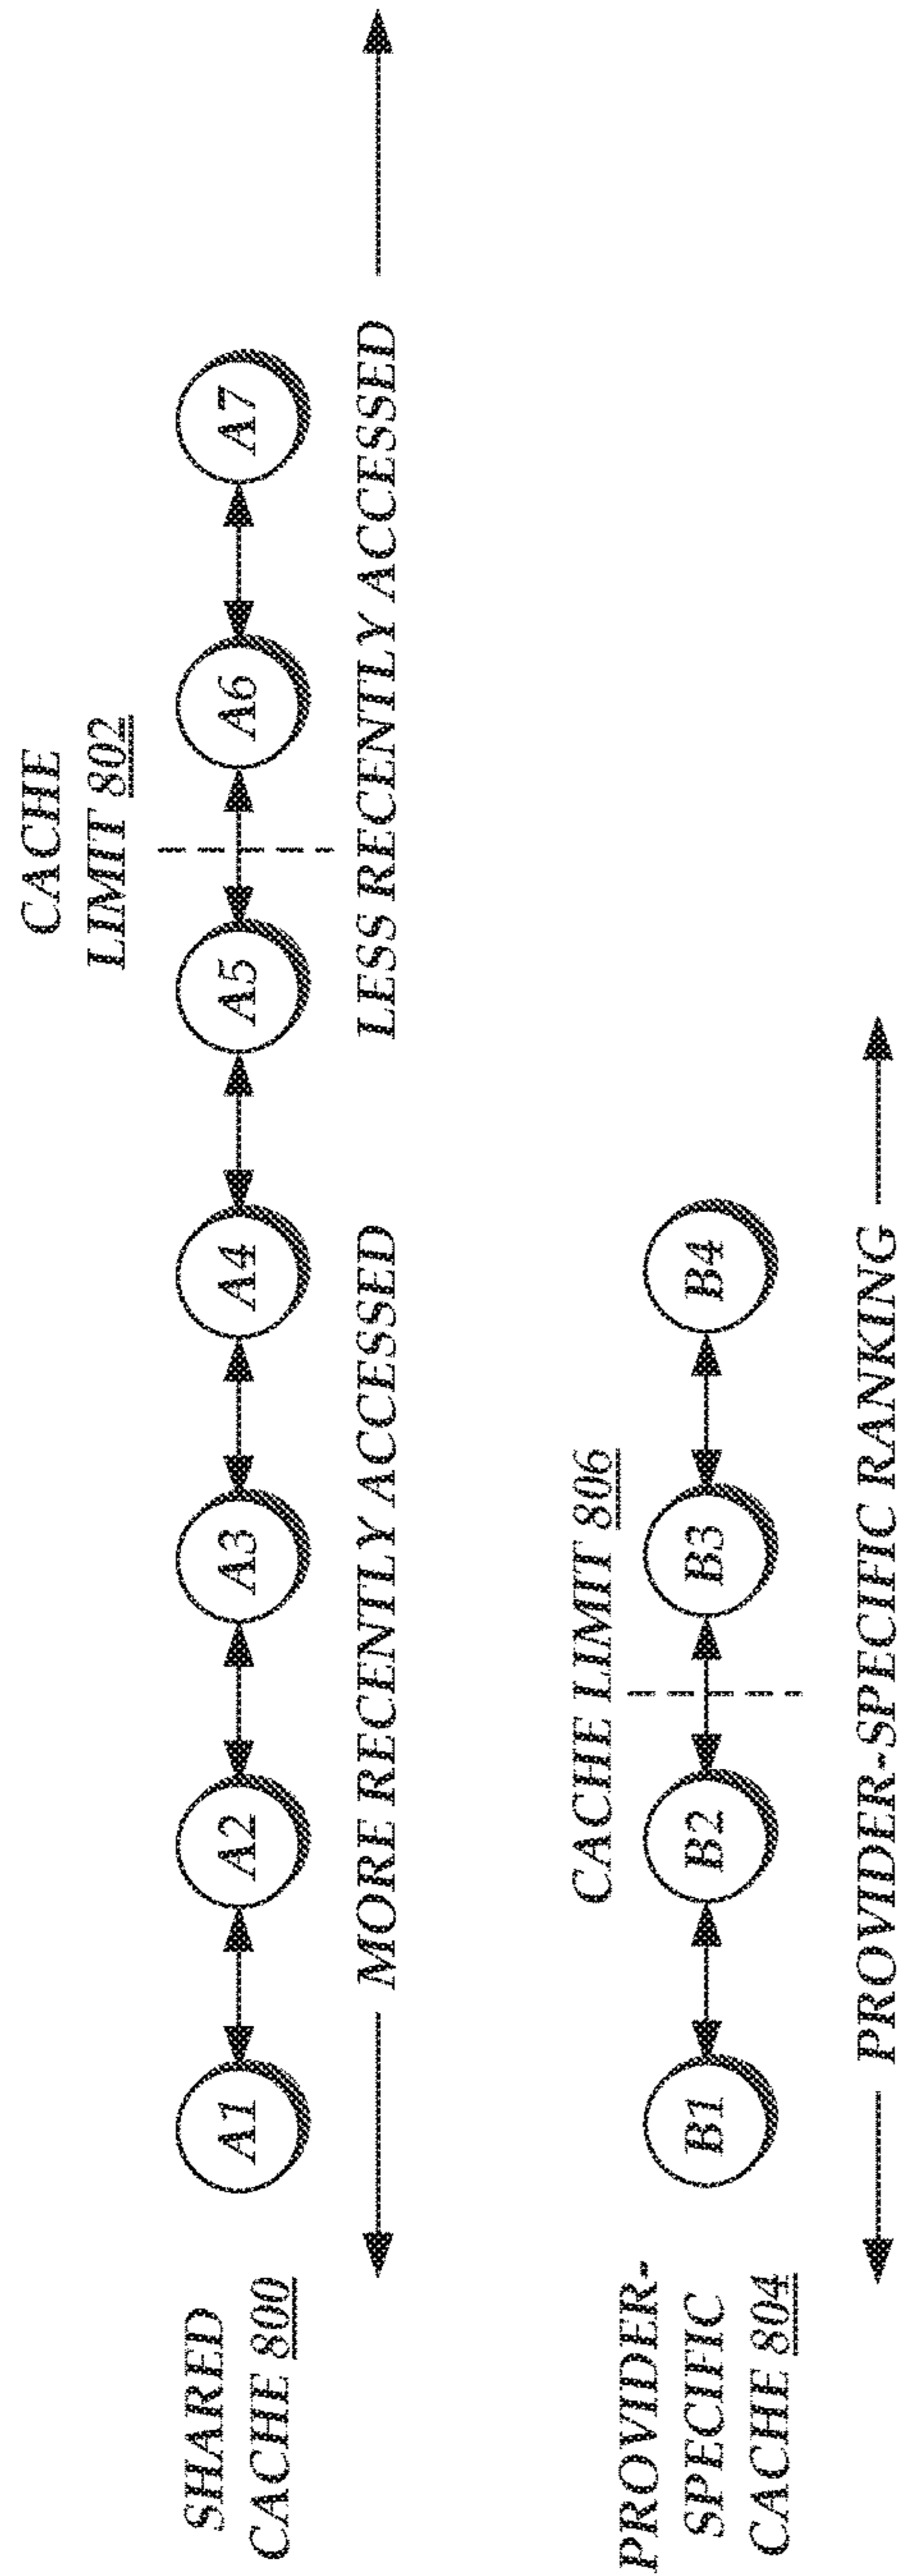 CACHE
LIMIT 802
SHARED
CACHE 800
A1
A2
A3
A4
A5
A6
A7
MORE RECENTLY ACCESSED
LESS RECENTLY ACCESSED
CACHE LIMIT 806
PROVIDER-
SPECIFIC
CACHE 804
B1
B2
B3
B4
PROVIDER-SPECIFIC RANKING